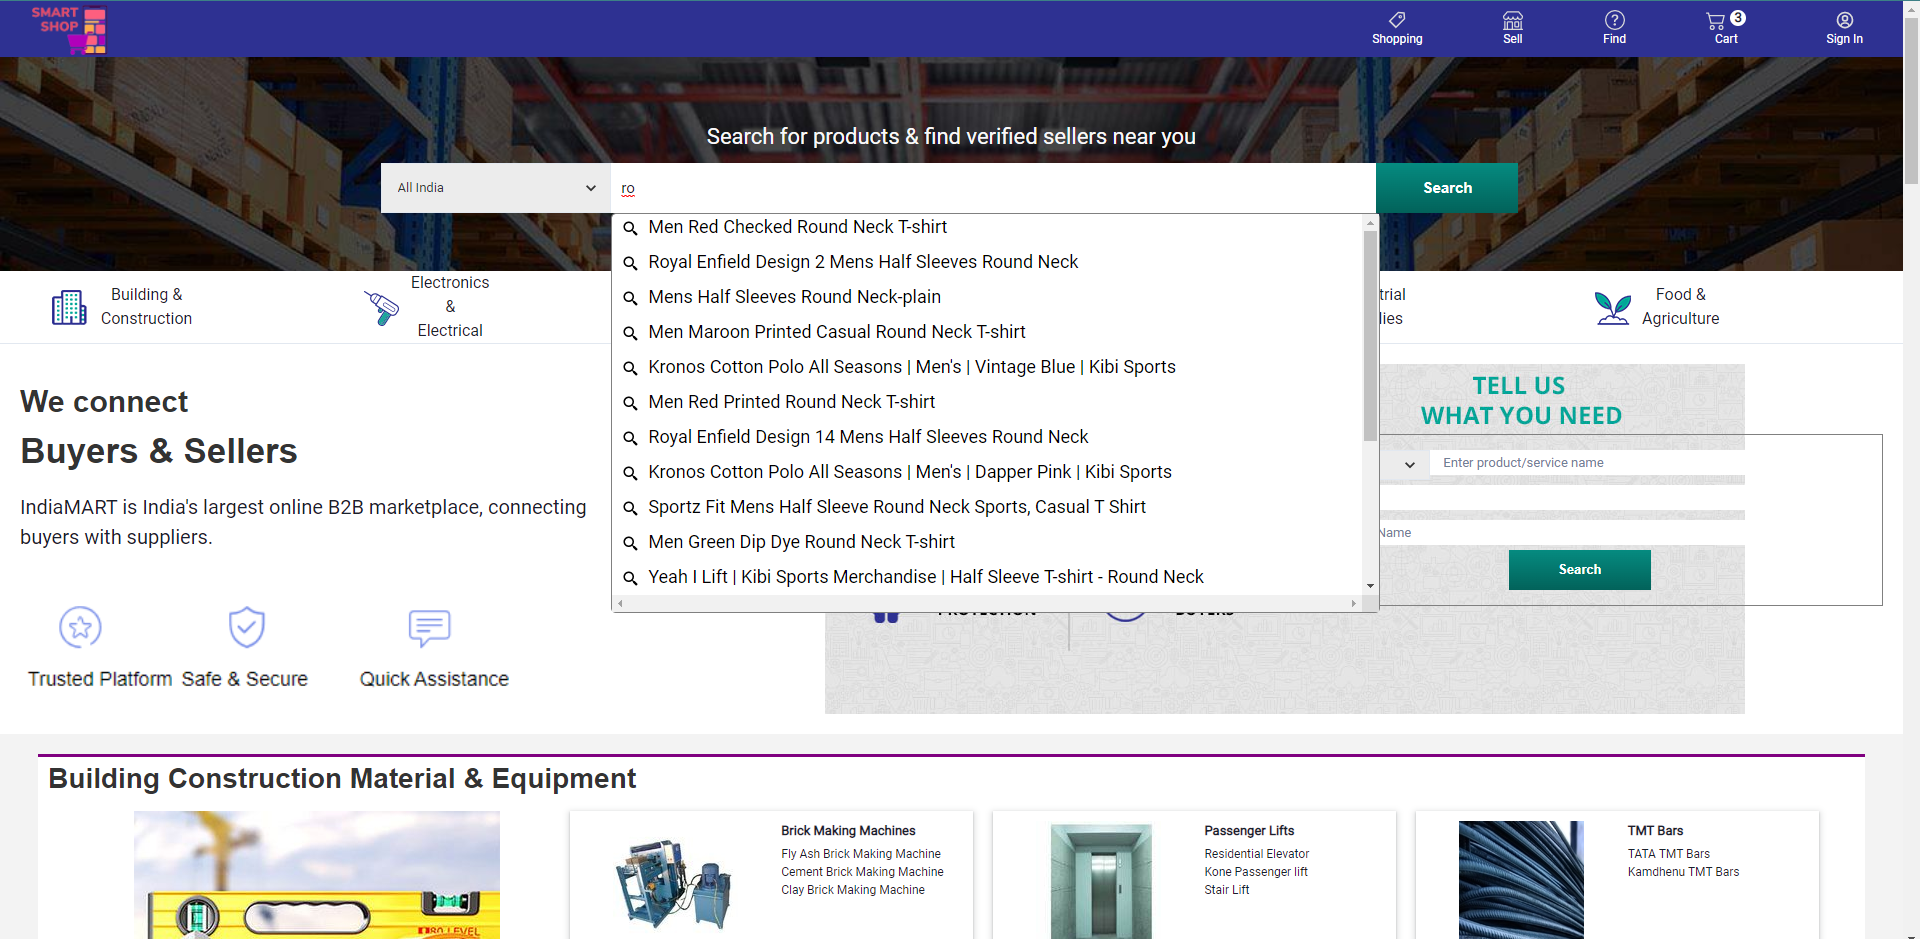 SMART
SHOP
Shopping
Sell
Find
3
Cart
Sign In
Search for products & find verified sellers near you
All India
ro
Search
Men Red Checked Round Neck T-shirt
Royal Enfield Design 2 Mens Half Sleeves Round Neck
Mens Half Sleeves Round Neck-plain
Men Maroon Printed Casual Round Neck T-shirt
Kronos Cotton Polo All Seasons | Men's | Vintage Blue | Kibi Sports
Men Red Printed Round Neck T-shirt
Royal Enfield Design 14 Mens Half Sleeves Round Neck
Kronos Cotton Polo All Seasons | Men's | Dapper Pink | Kibi Sports
Sportz Fit Mens Half Sleeve Round Neck Sports, Casual T Shirt
Men Green Dip Dye Round Neck T-shirt
Yeah I Lift | Kibi Sports Merchandise | Half Sleeve T-shirt - Round Neck
Building &
Construction
Electronics
&
Electrical
trial
lies
Food &
Agriculture
We connect
Buyers & Sellers
IndiaMART is India's largest online B2B marketplace, connecting
buyers with suppliers.
Trusted Platform
Safe & Secure
Quick Assistance
TELL US
WHAT YOU NEED
Enter product/service name
Name
Search
PROTECTION
BUYERS
Building Construction Material & Equipment
Brick Making Machines
Fly Ash Brick Making Machine
Cement Brick Making Machine
Clay Brick Making Machine
Passenger Lifts
Residential Elevator
Kone Passenger lift
Stair Lift
TMT Bars
TATA TMT Bars
Kamdhenu TMT Bars